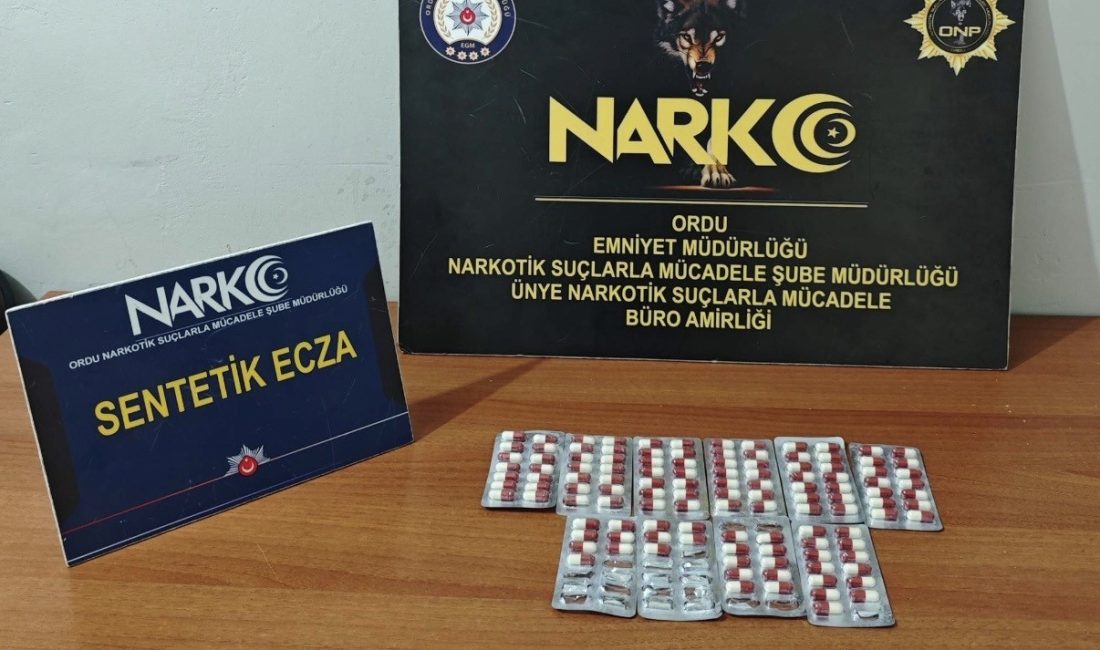 EGM
ONP
NARKO
ORDU
EMNİYET MÜDÜRLÜĞÜ
NARKOTİK SUÇLARLA MÜCADELE ŞUBE MÜDÜRLÜĞÜ
ÜNYE NARKOTİK SUÇLARLA MÜCADELE
BÜRO AMİRLİĞİ
NARKO
ORDU NARKOTİK SUÇLARLA MÜCADELE ŞUBE MÜDÜRLÜĞÜ
SENTETİK ECZA